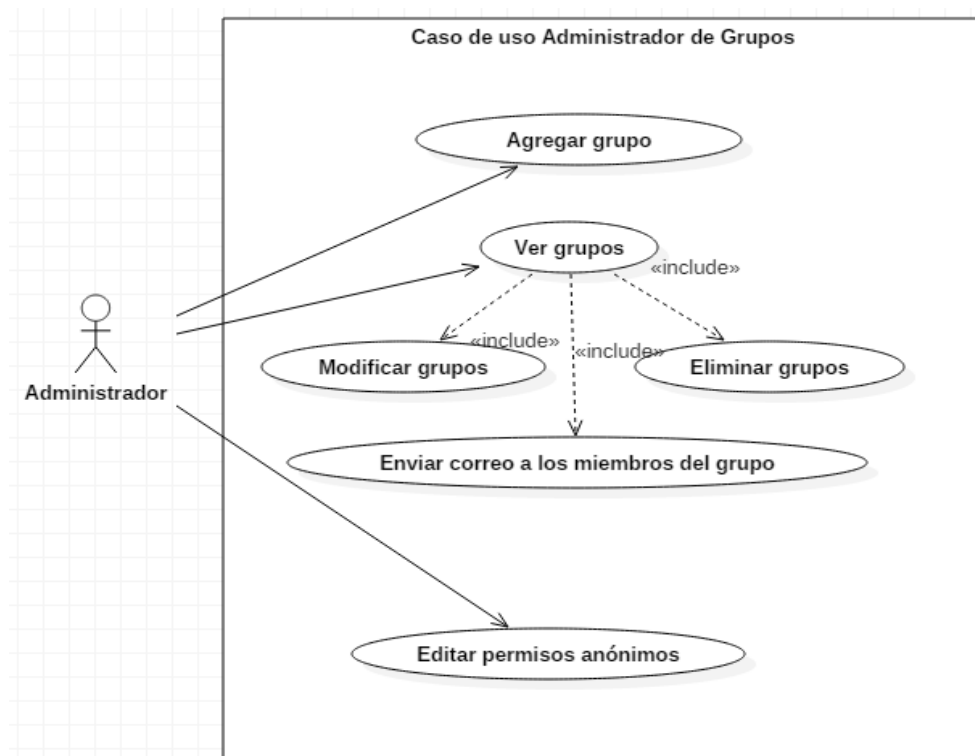 Caso de uso Administrador de Grupos
Agregar grupo
Ver grupos
«include»
«include»
«include»
Modificar grupos
Eliminar grupos
Administrador
Enviar correo a los miembros del grupo
Editar permisos anónimos